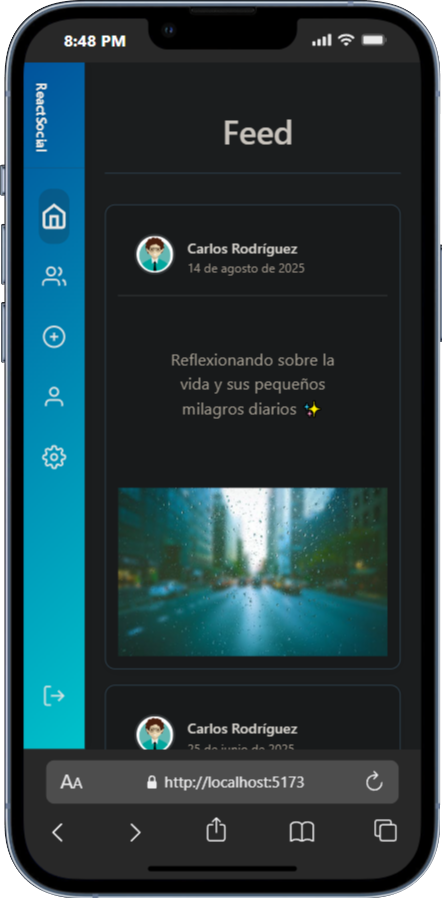 8:48 PM
ReactSocial
Feed
Carlos Rodríguez
14 de agosto de 2025
Reflexionando sobre la
vida y sus pequeños
milagros diarios ✨
Carlos Rodríguez
25 de junio de 2025
AA
http://localhost:5173